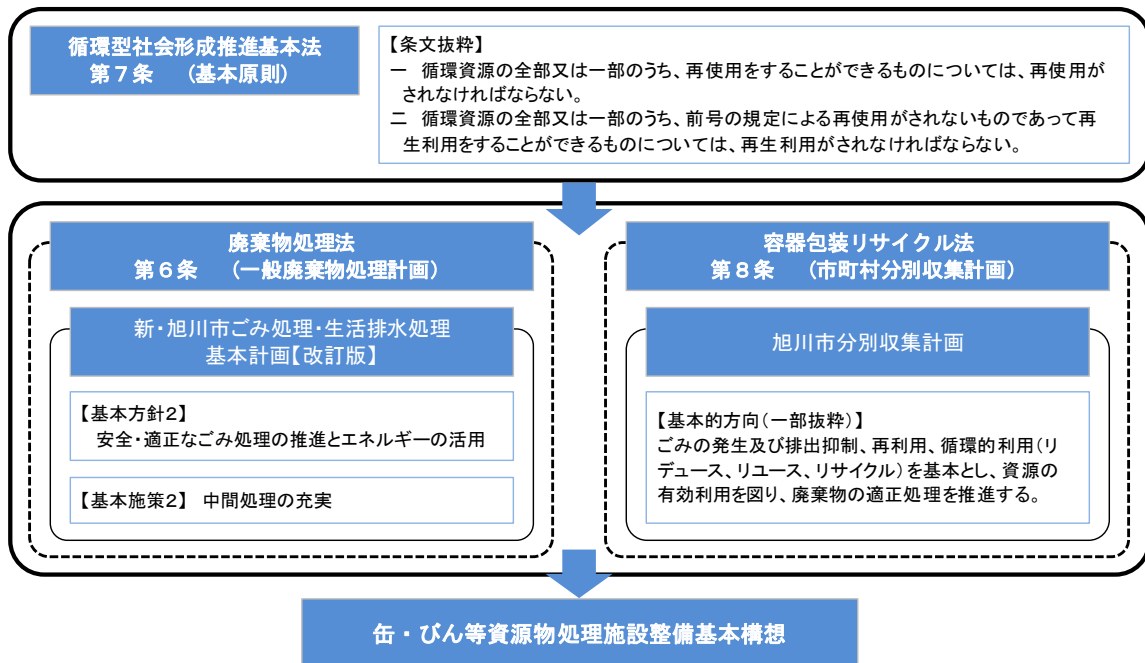 循環型社会形成推進基本法
第７条　（基本原則）
【条文抜粋】
一　循環資源の全部又は一部のうち、再使用をすることができるものについては、再使用が
されなければならない。
二　循環資源の全部又は一部のうち、前号の規定による再使用がされないものであって再
生利用をすることができるものについては、再生利用がされなければならない。
廃棄物処理法
第６条　（一般廃棄物処理計画）
新・旭川市ごみ処理・生活排水処理
基本計画【改訂版】
【基本方針２】
安全・適正なごみ処理の推進とエネルギーの活用
【基本施策２】　中間処理の充実
容器包装リサイクル法
第８条　（市町村分別収集計画）
旭川市分別収集計画
【基本的方向（一部抜粋）】
ごみの発生及び排出抑制、再利用、循環的利用（リ
デュース、リユース、リサイクル）を基本とし、資源の
有効利用を図り、廃棄物の適正処理を推進する。
缶・びん等資源物処理施設整備基本構想